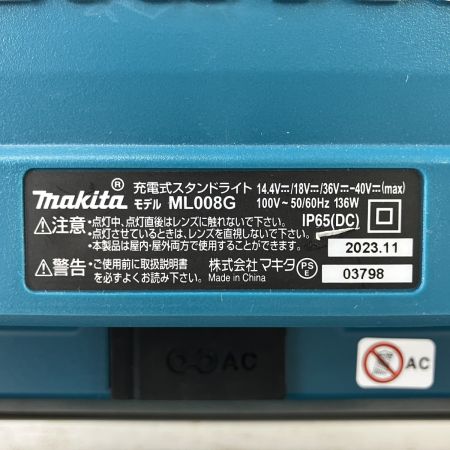 makita® 充電式スタンドライト 14.4V⎓/18V⎓/36V⎓-40V⎓(max)
モデル ML008G 100V～50/60Hz 136W
⚠注意 •点灯中、点灯直後はレンズに触れないで下さい。 IP65(DC)
•点灯させているときは、レンズを直視しないで下さい。
•本製品は屋内・屋外両方で使用することができます。 2023.11
⚠警告 •ご使用前に取扱説明書を必ずよくお読み下さい。
株式会社マキタ PSE 03798
Made in China
AC
AC